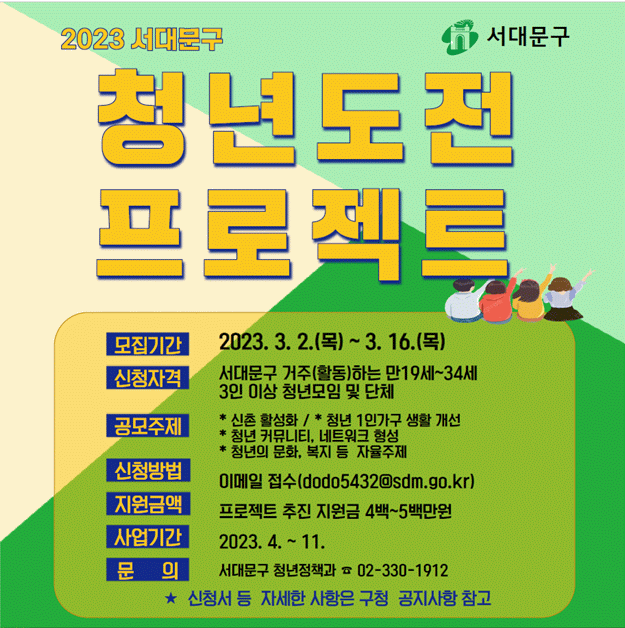 2023 서대문구
서대문구
청년도전
프로젝트
모집기간 2023. 3. 2.(목) ~ 3. 16.(목)
신청자격 서대문구 거주(활동)하는 만19세~34세
3인 이상 청년모임 및 단체
공모주제 * 신촌 활성화 / * 청년 1인가구 생활 개선
* 청년 커뮤니티, 네트워크 형성
* 청년의 문화, 복지 등 자율주제
신청방법 이메일 접수(dodo5432@sdm.go.kr)
지원금액 프로젝트 추진 지원금 4백~5백만원
사업기간 2023. 4. ~ 11.
문 의 서대문구 청년정책과 ☎ 02-330-1912
★ 신청서 등 자세한 사항은 구청 공지사항 참고